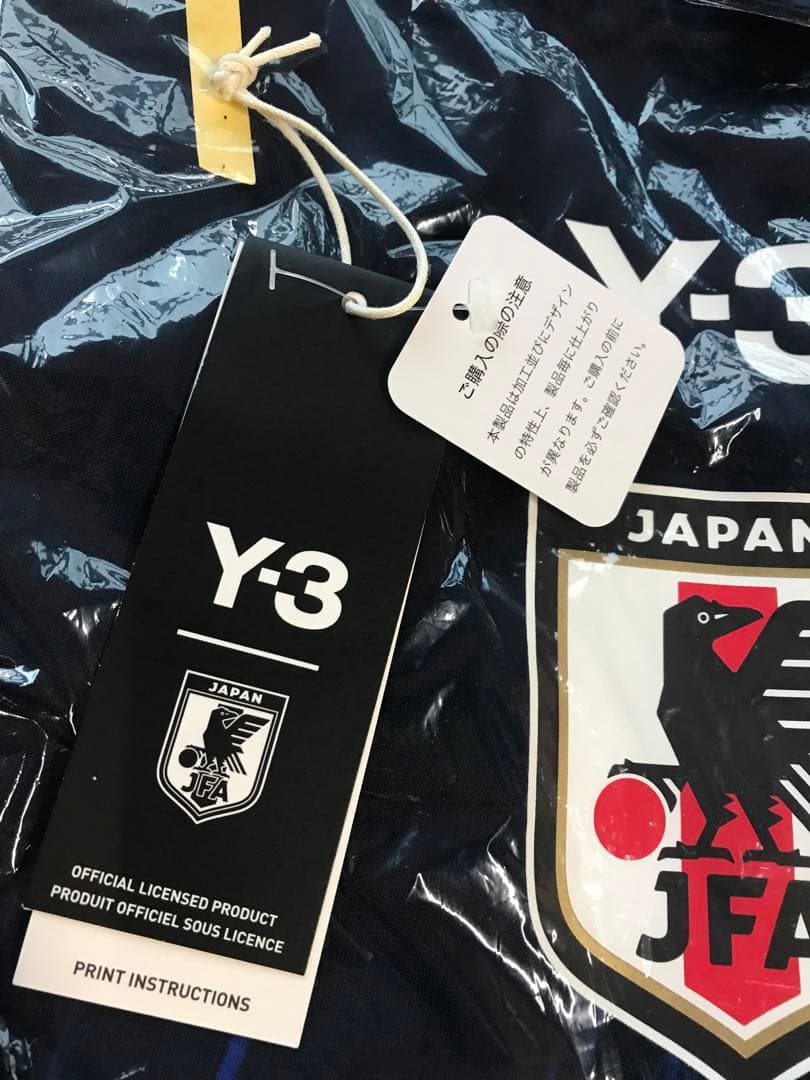 ご購入の際の注意
本製品は加工並びにデザイン
の特性上、製品毎に仕上がり
が異なります。ご購入の前に
製品を必ずご確認ください。
Y-3
JAPAN
JFA
Y-3
JAPAN
JFA
OFFICIAL LICENSED PRODUCT
PRODUIT OFFICIEL SOUS LICENCE
PRINT INSTRUCTIONS